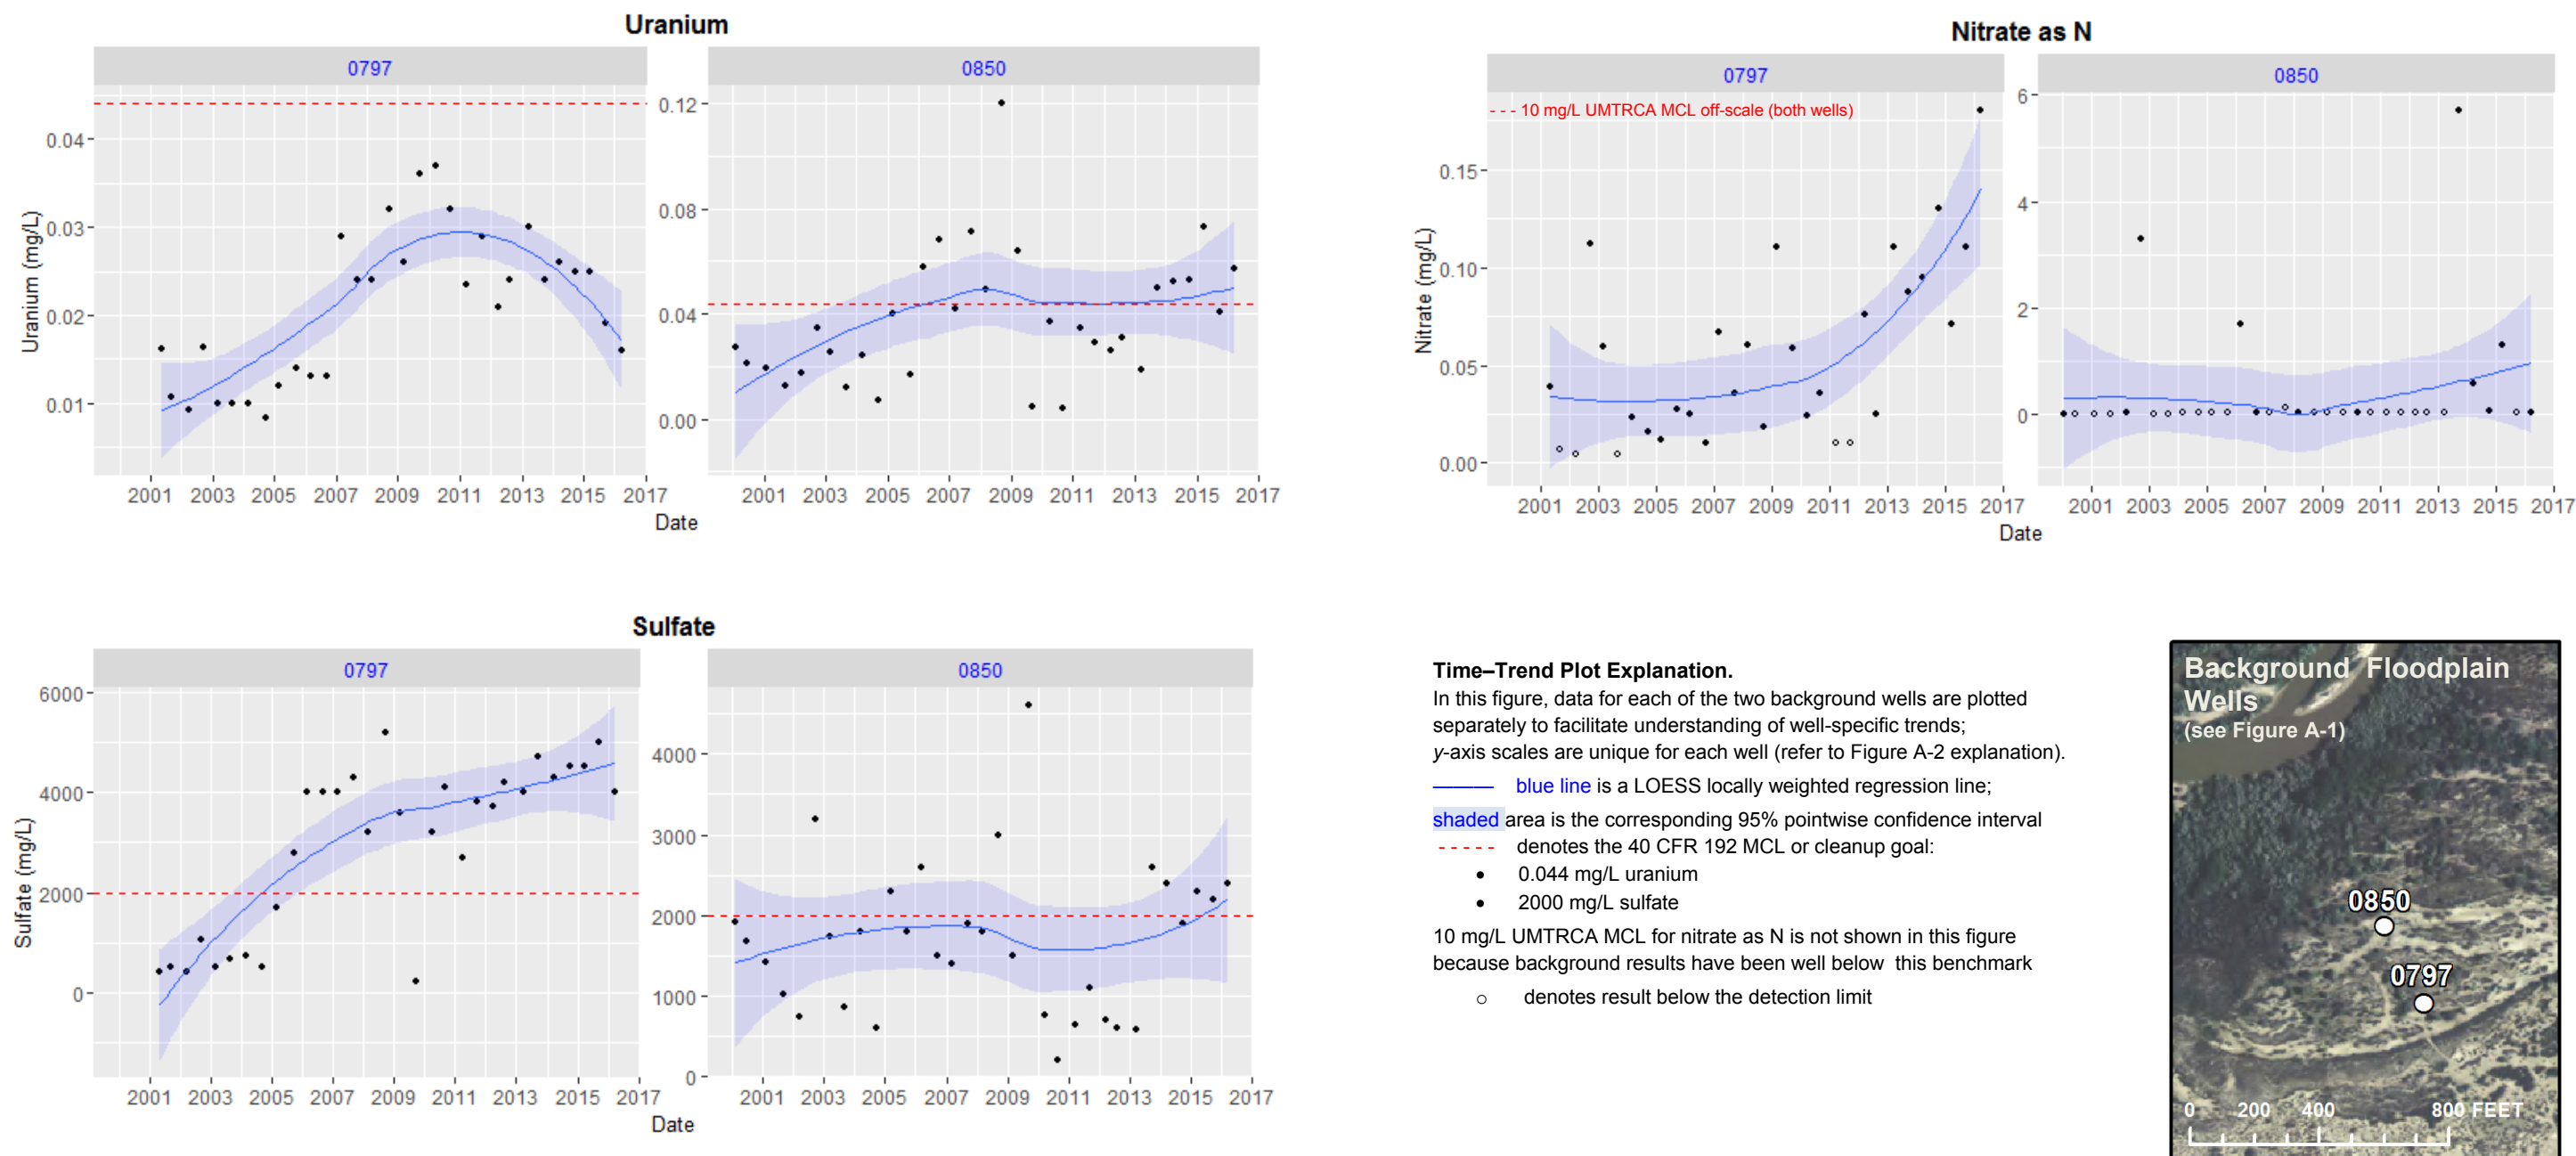 Uranium
0797
0850
Uranium (mg/L)
0.04
0.03
0.02
0.01
0.12
0.08
0.04
0.00
2001 2003 2005 2007 2009 2011 2013 2015 2017
2001 2003 2005 2007 2009 2011 2013 2015 2017
Date
Nitrate as N
0797
0850
- - - 10 mg/L UMTRCA MCL off-scale (both wells)
Nitrate (mg/L)
0.15
0.10
0.05
0.00
6
4
2
0
2001 2003 2005 2007 2009 2011 2013 2015 2017
2001 2003 2005 2007 2009 2011 2013 2015 2017
Date
Sulfate
0797
0850
Sulfate (mg/L)
6000
4000
2000
0
4000
3000
2000
1000
0
2001 2003 2005 2007 2009 2011 2013 2015 2017
2001 2003 2005 2007 2009 2011 2013 2015 2017
Date
Time–Trend Plot Explanation.
In this figure, data for each of the two background wells are plotted
separately to facilitate understanding of well-specific trends;
y-axis scales are unique for each well (refer to Figure A-2 explanation).
blue line is a LOESS locally weighted regression line;
shaded area is the corresponding 95% pointwise confidence interval
denotes the 40 CFR 192 MCL or cleanup goal:
• 0.044 mg/L uranium
• 2000 mg/L sulfate
10 mg/L UMTRCA MCL for nitrate as N is not shown in this figure
because background results have been well below this benchmark
○ denotes result below the detection limit
Background Floodplain
Wells
(see Figure A-1)
0850
0797
0 200 400 800 FEET